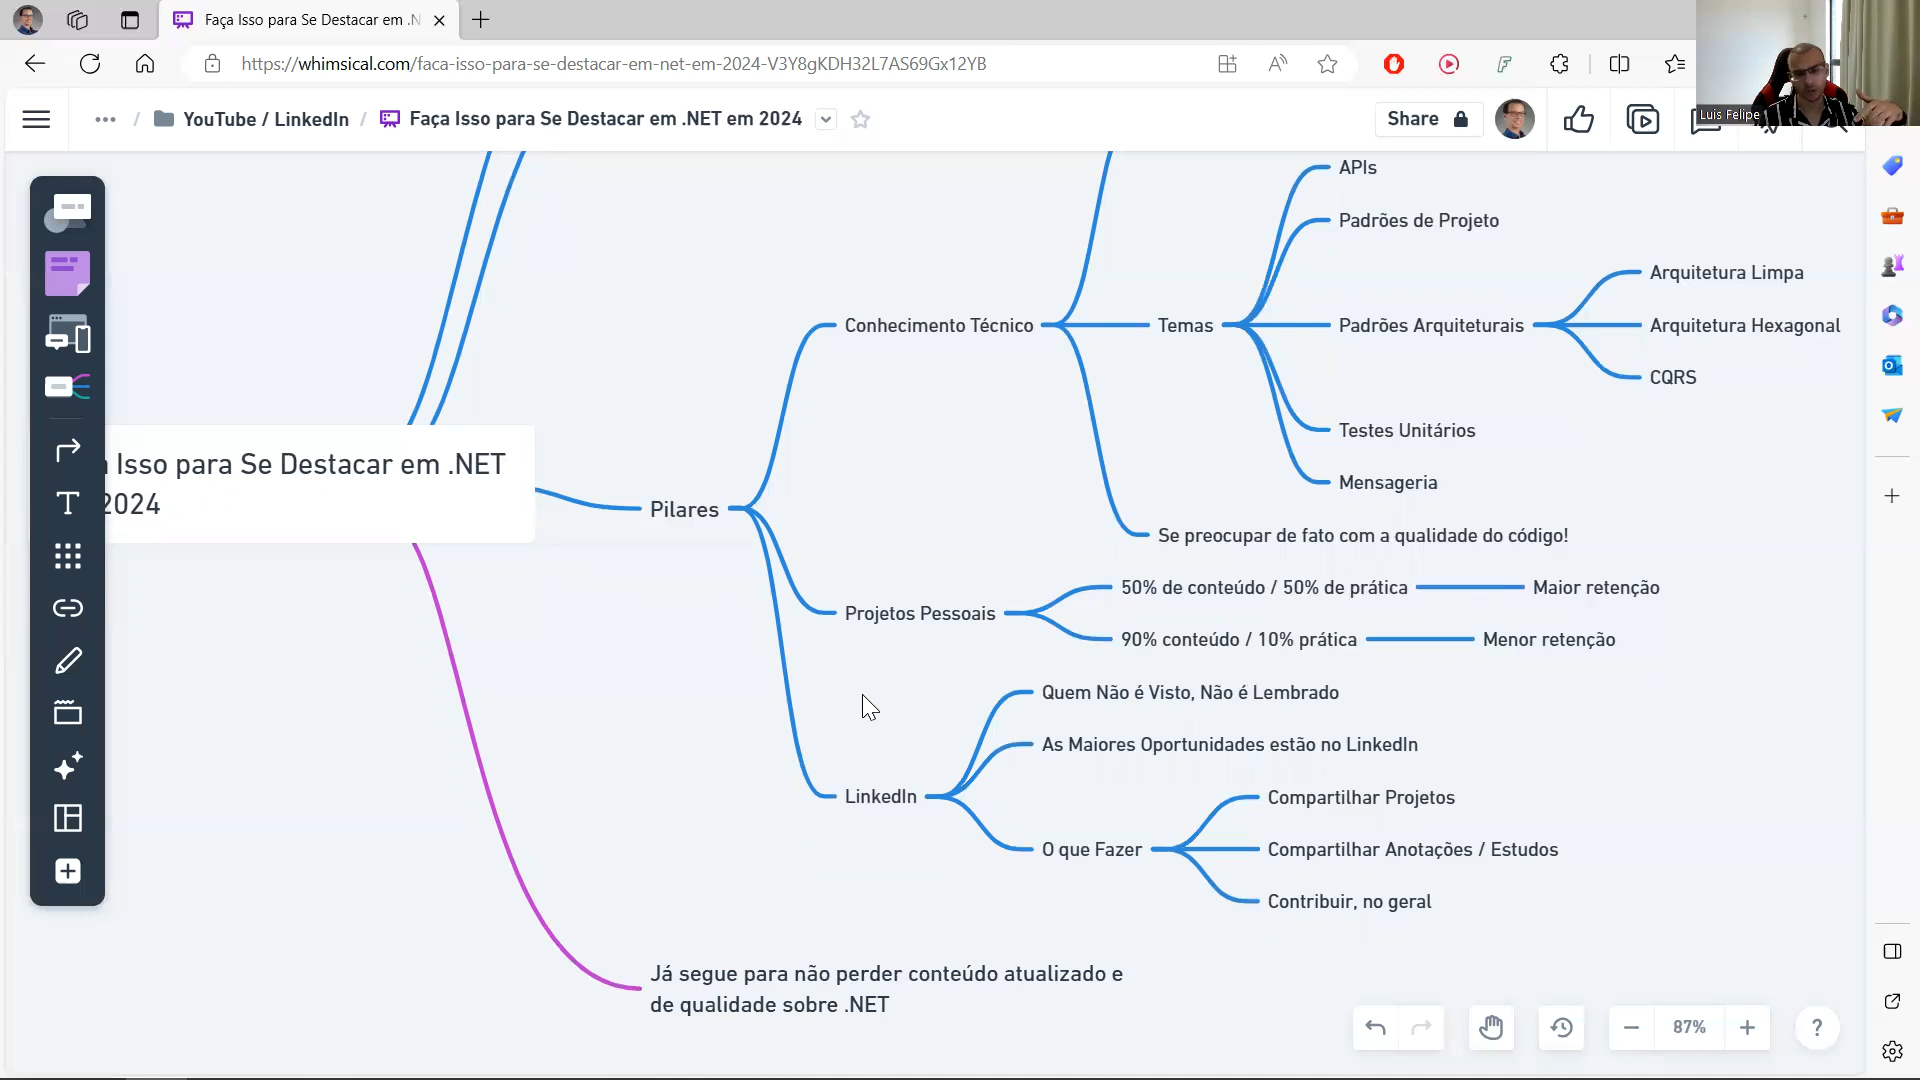 Faça Isso para Se Destacar em .N
https://whimsical.com/faca-isso-para-se-destacar-em-net-em-2024-V3Y8gKDH32L7AS69Gx12YB
Luis Felipe
... / YouTube / LinkedIn / Faça Isso para Se Destacar em .NET em 2024
Share
APIs
Padrões de Projeto
Arquitetura Limpa
Conhecimento Técnico
Temas
Padrões Arquiteturais
Arquitetura Hexagonal
CQRS
Testes Unitários
Isso para Se Destacar em .NET
2024
Mensageria
Pilares
Se preocupar de fato com a qualidade do código!
50% de conteúdo / 50% de prática
Maior retenção
Projetos Pessoais
90% conteúdo / 10% prática
Menor retenção
Quem Não é Visto, Não é Lembrado
As Maiores Oportunidades estão no LinkedIn
LinkedIn
Compartilhar Projetos
O que Fazer
Compartilhar Anotações / Estudos
Contribuir, no geral
Já segue para não perder conteúdo atualizado e
de qualidade sobre .NET
87%
?